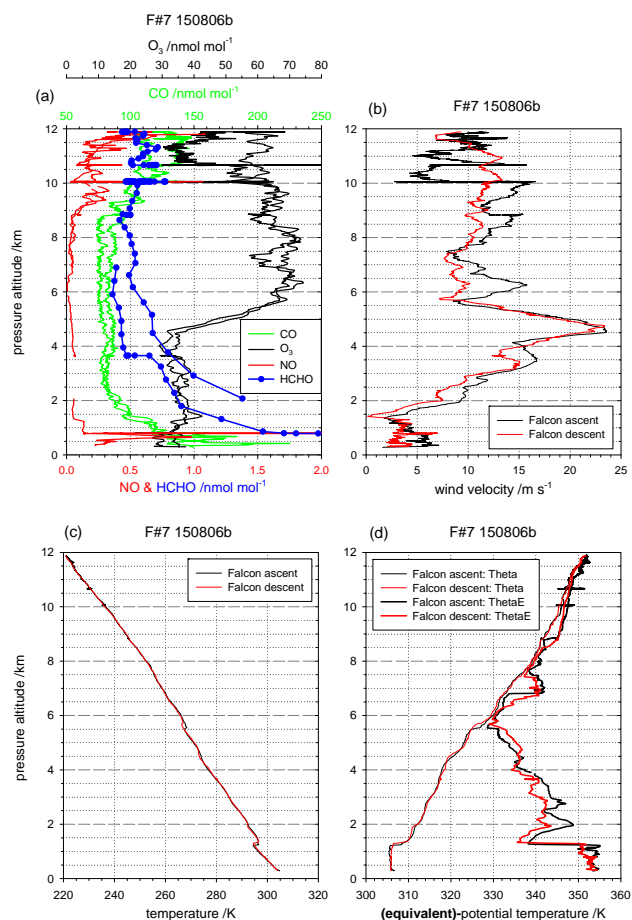 F#7 150806b
O3 /nmol mol-1
0 10 20 30 40 50 60 70 80
CO /nmol mol-1
(a)
50 100 150 200 250
12
10
8
6
4
2
0
pressure altitude /km
CO
O3
NO
HCHO
0.0 0.5 1.0 1.5 2.0
NO & HCHO /nmol mol-1
(b)
F#7 150806b
12
10
8
6
4
2
0
Falcon ascent
Falcon descent
0 5 10 15 20 25
wind velocity /m s-1
(c)
F#7 150806b
12
10
8
6
4
2
0
pressure altitude /km
Falcon ascent
Falcon descent
220 240 260 280 300 320
temperature /K
(d)
F#7 150806b
12
10
8
6
4
2
0
Falcon ascent: Theta
Falcon descent: Theta
Falcon ascent: ThetaE
Falcon descent: ThetaE
300 310 320 330 340 350 360
(equivalent)-potential temperature /K